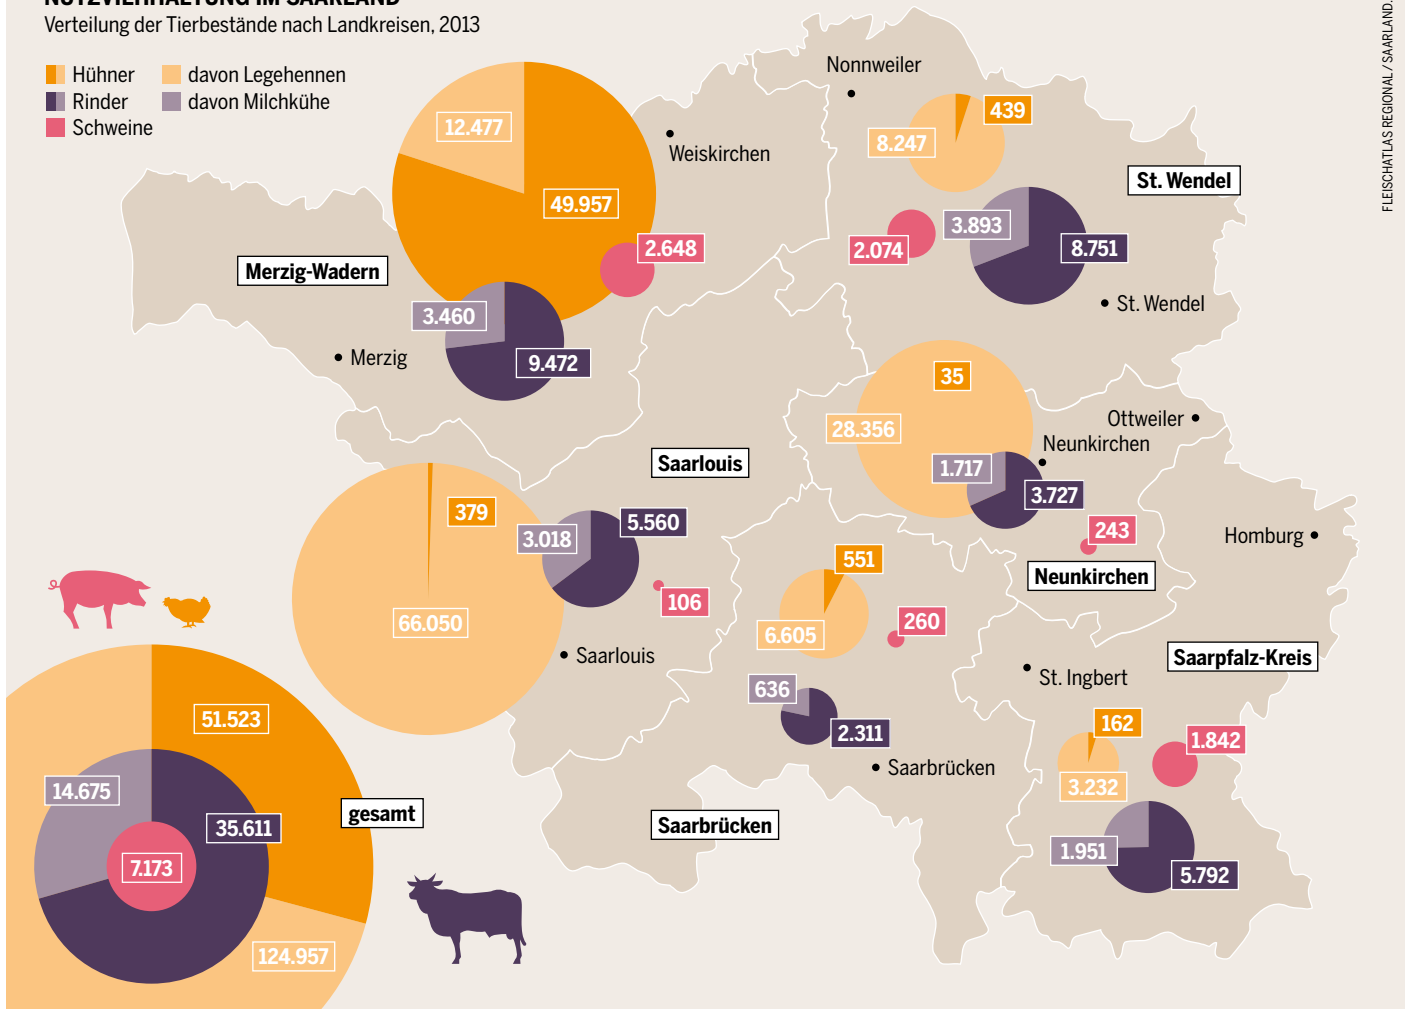 NUTZVIEHHALTUNG IM SAARLAND
Verteilung der Tierbestände nach Landkreisen, 2013
Hühner davon Legehennen
Rinder davon Milchkühe
Schweine
FLEISCHATLAS REGIONAL / SAARLAND.
12.477
49.957
2.648
Weiskirchen
Merzig-Wadern
3.460
9.472
Merzig
Nonnweiler
439
8.247
St. Wendel
3.893
2.074
8.751
St. Wendel
35
28.356
Ottweiler
Neunkirchen
1.717
3.727
243
Neunkirchen
Saarlouis
379
5.560
3.018
106
66.050
Saarlouis
551
6.605
260
636
2.311
Saarbrücken
Saarbrücken
Homburg
Saarpfalz-Kreis
St. Ingbert
162
1.842
3.232
1.951
5.792
51.523
14.675
gesamt
35.611
7.173
124.957